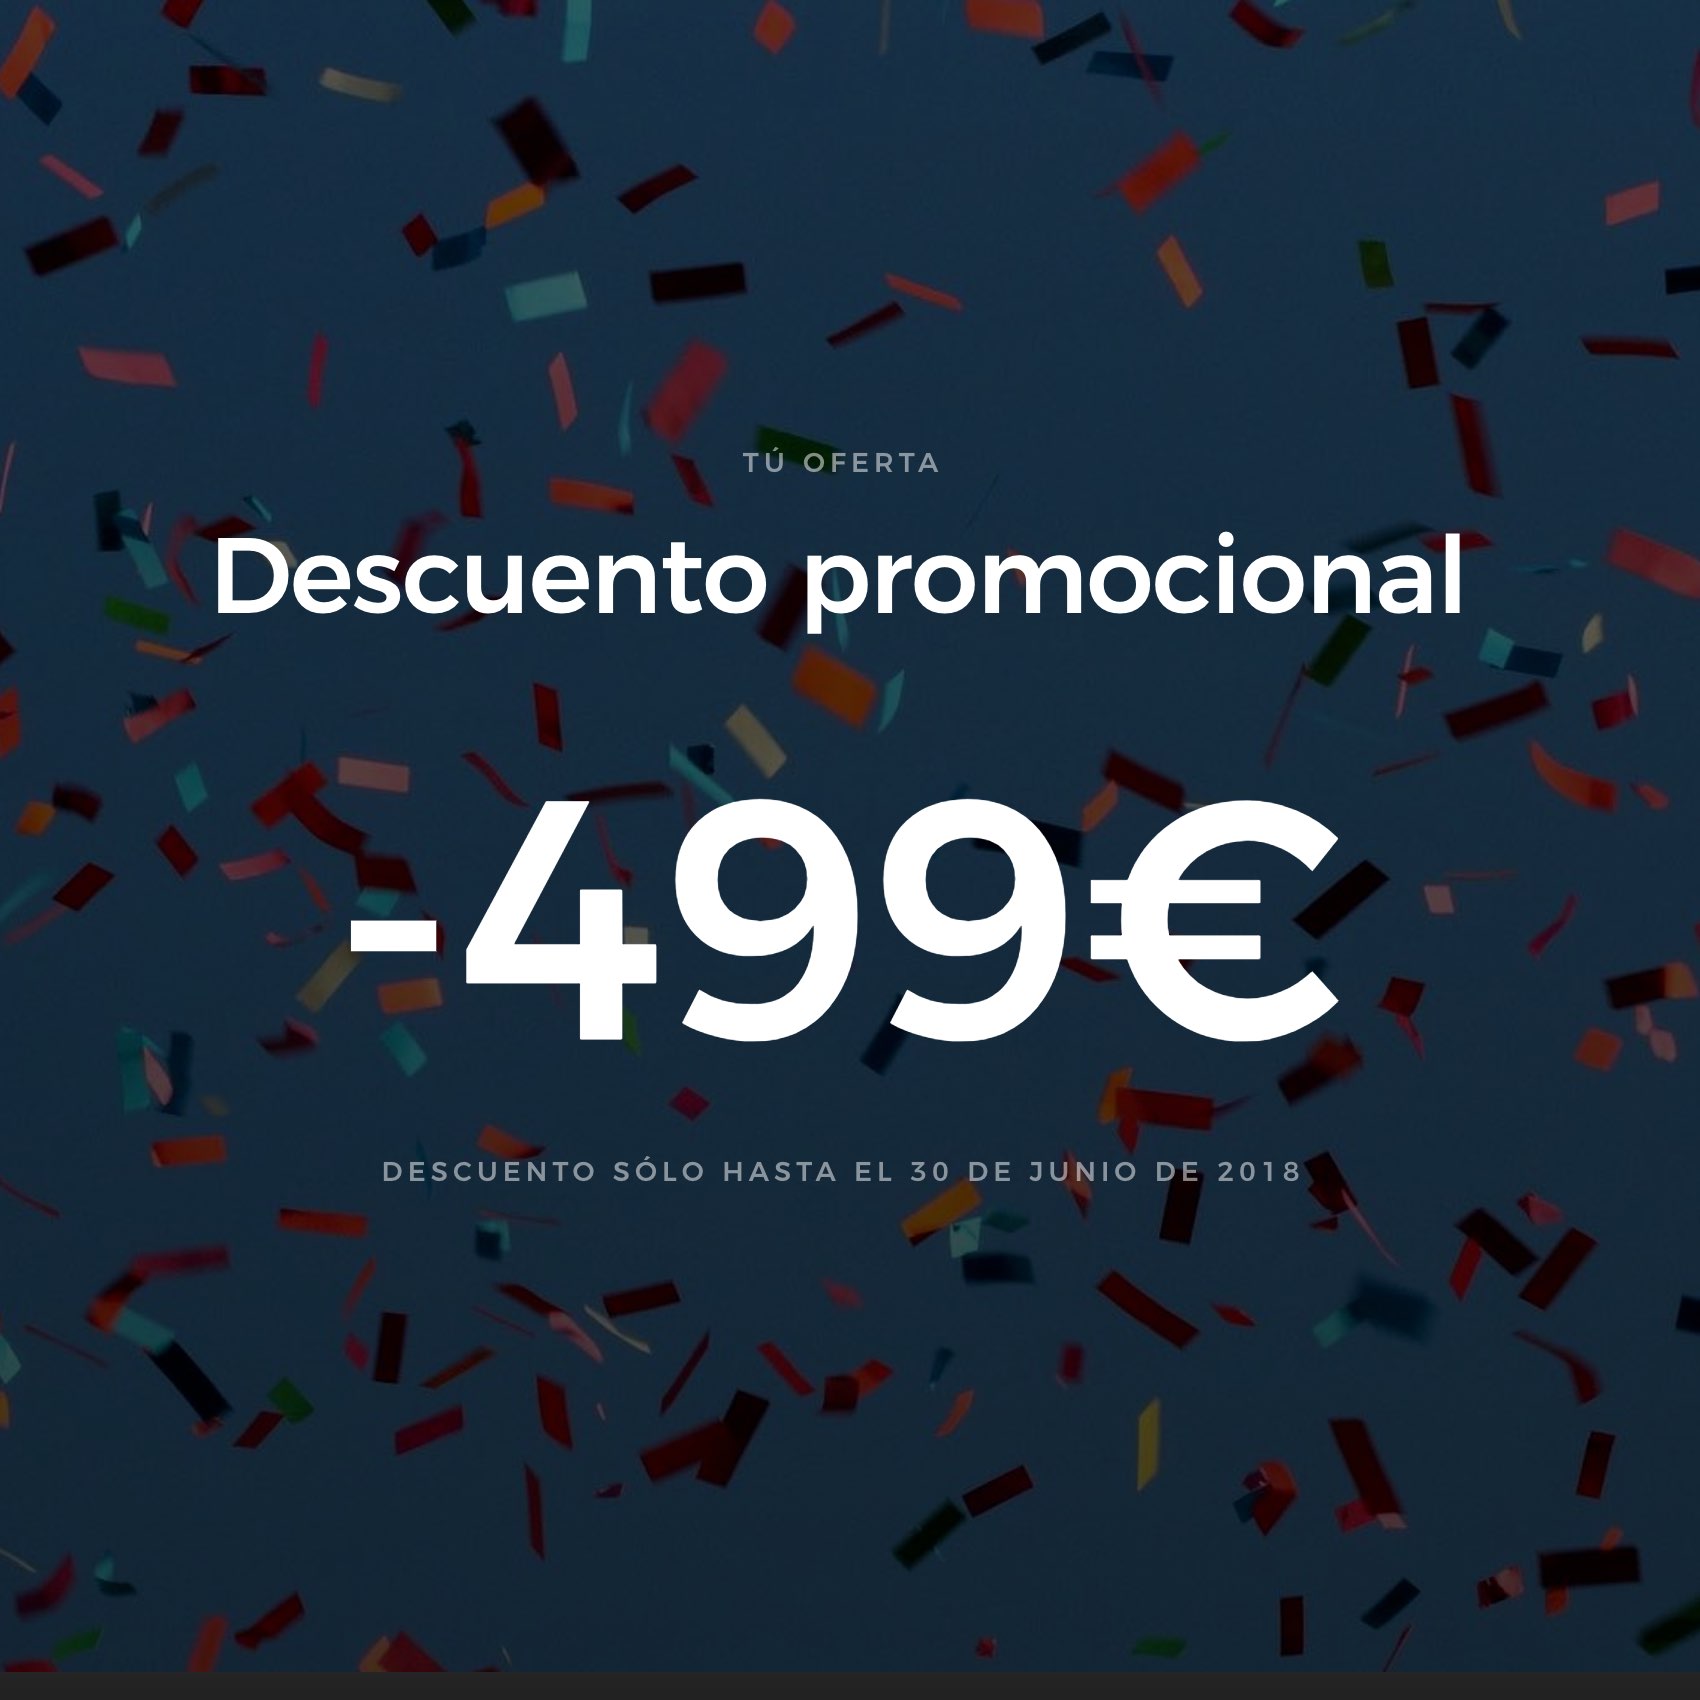 TÚ OFERTA
Descuento promocional
-499€
DESCUENTO SÓLO HASTA EL 30 DE JUNIO DE 2018